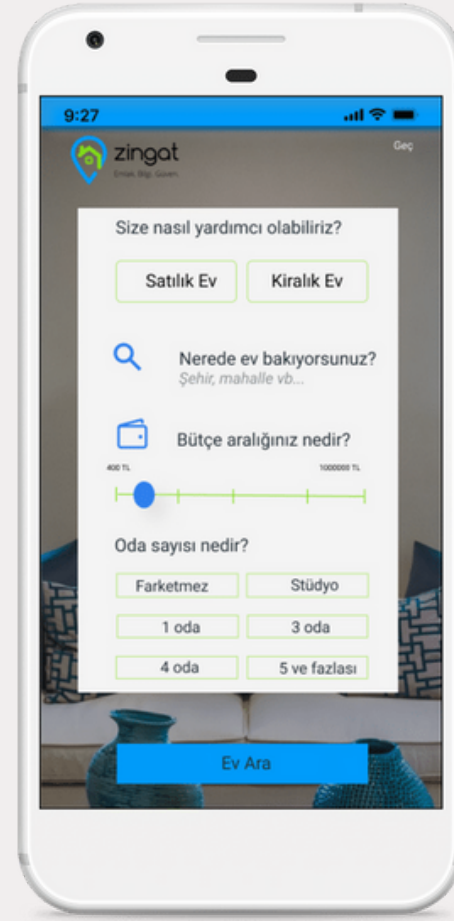 9:27
zingat
Emlak. Bilgi. Güven.
Geç
Size nasıl yardımcı olabiliriz?
Satılık Ev
Kiralık Ev
Nerede ev bakıyorsunuz?
Şehir, mahalle vb...
Bütçe aralığınız nedir?
400 TL
1000000 TL
Oda sayısı nedir?
Farketmez
Stüdyo
1 oda
3 oda
4 oda
5 ve fazlası
Ev Ara